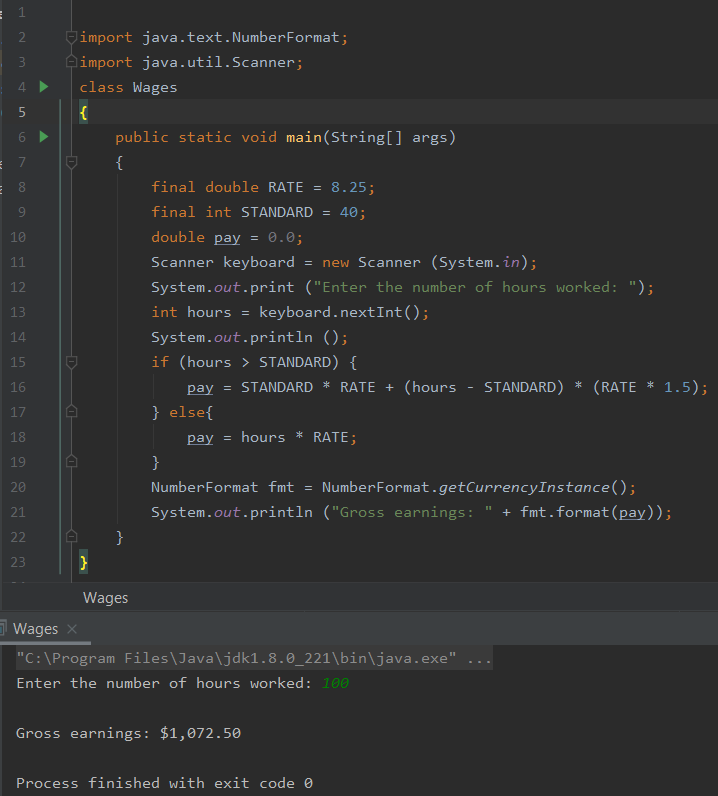 1
2 import java.text.NumberFormat;
3 import java.util.Scanner;
4 class Wages
5 {
6 public static void main(String[] args)
7 {
8 final double RATE = 8.25;
9 final int STANDARD = 40;
10 double pay = 0.0;
11 Scanner keyboard = new Scanner (System.in);
12 System.out.print ("Enter the number of hours worked: ");
13 int hours = keyboard.nextInt();
14 System.out.println ();
15 if (hours > STANDARD) {
16 pay = STANDARD * RATE + (hours - STANDARD) * (RATE * 1.5);
17 } else{
18 pay = hours * RATE;
19 }
20 NumberFormat fmt = NumberFormat.getCurrencyInstance();
21 System.out.println ("Gross earnings: " + fmt.format(pay));
22 }
23 }
Wages
Wages ×
"C:\Program Files\Java\jdk1.8.0_221\bin\java.exe" ...
Enter the number of hours worked: 100
Gross earnings: $1,072.50
Process finished with exit code 0